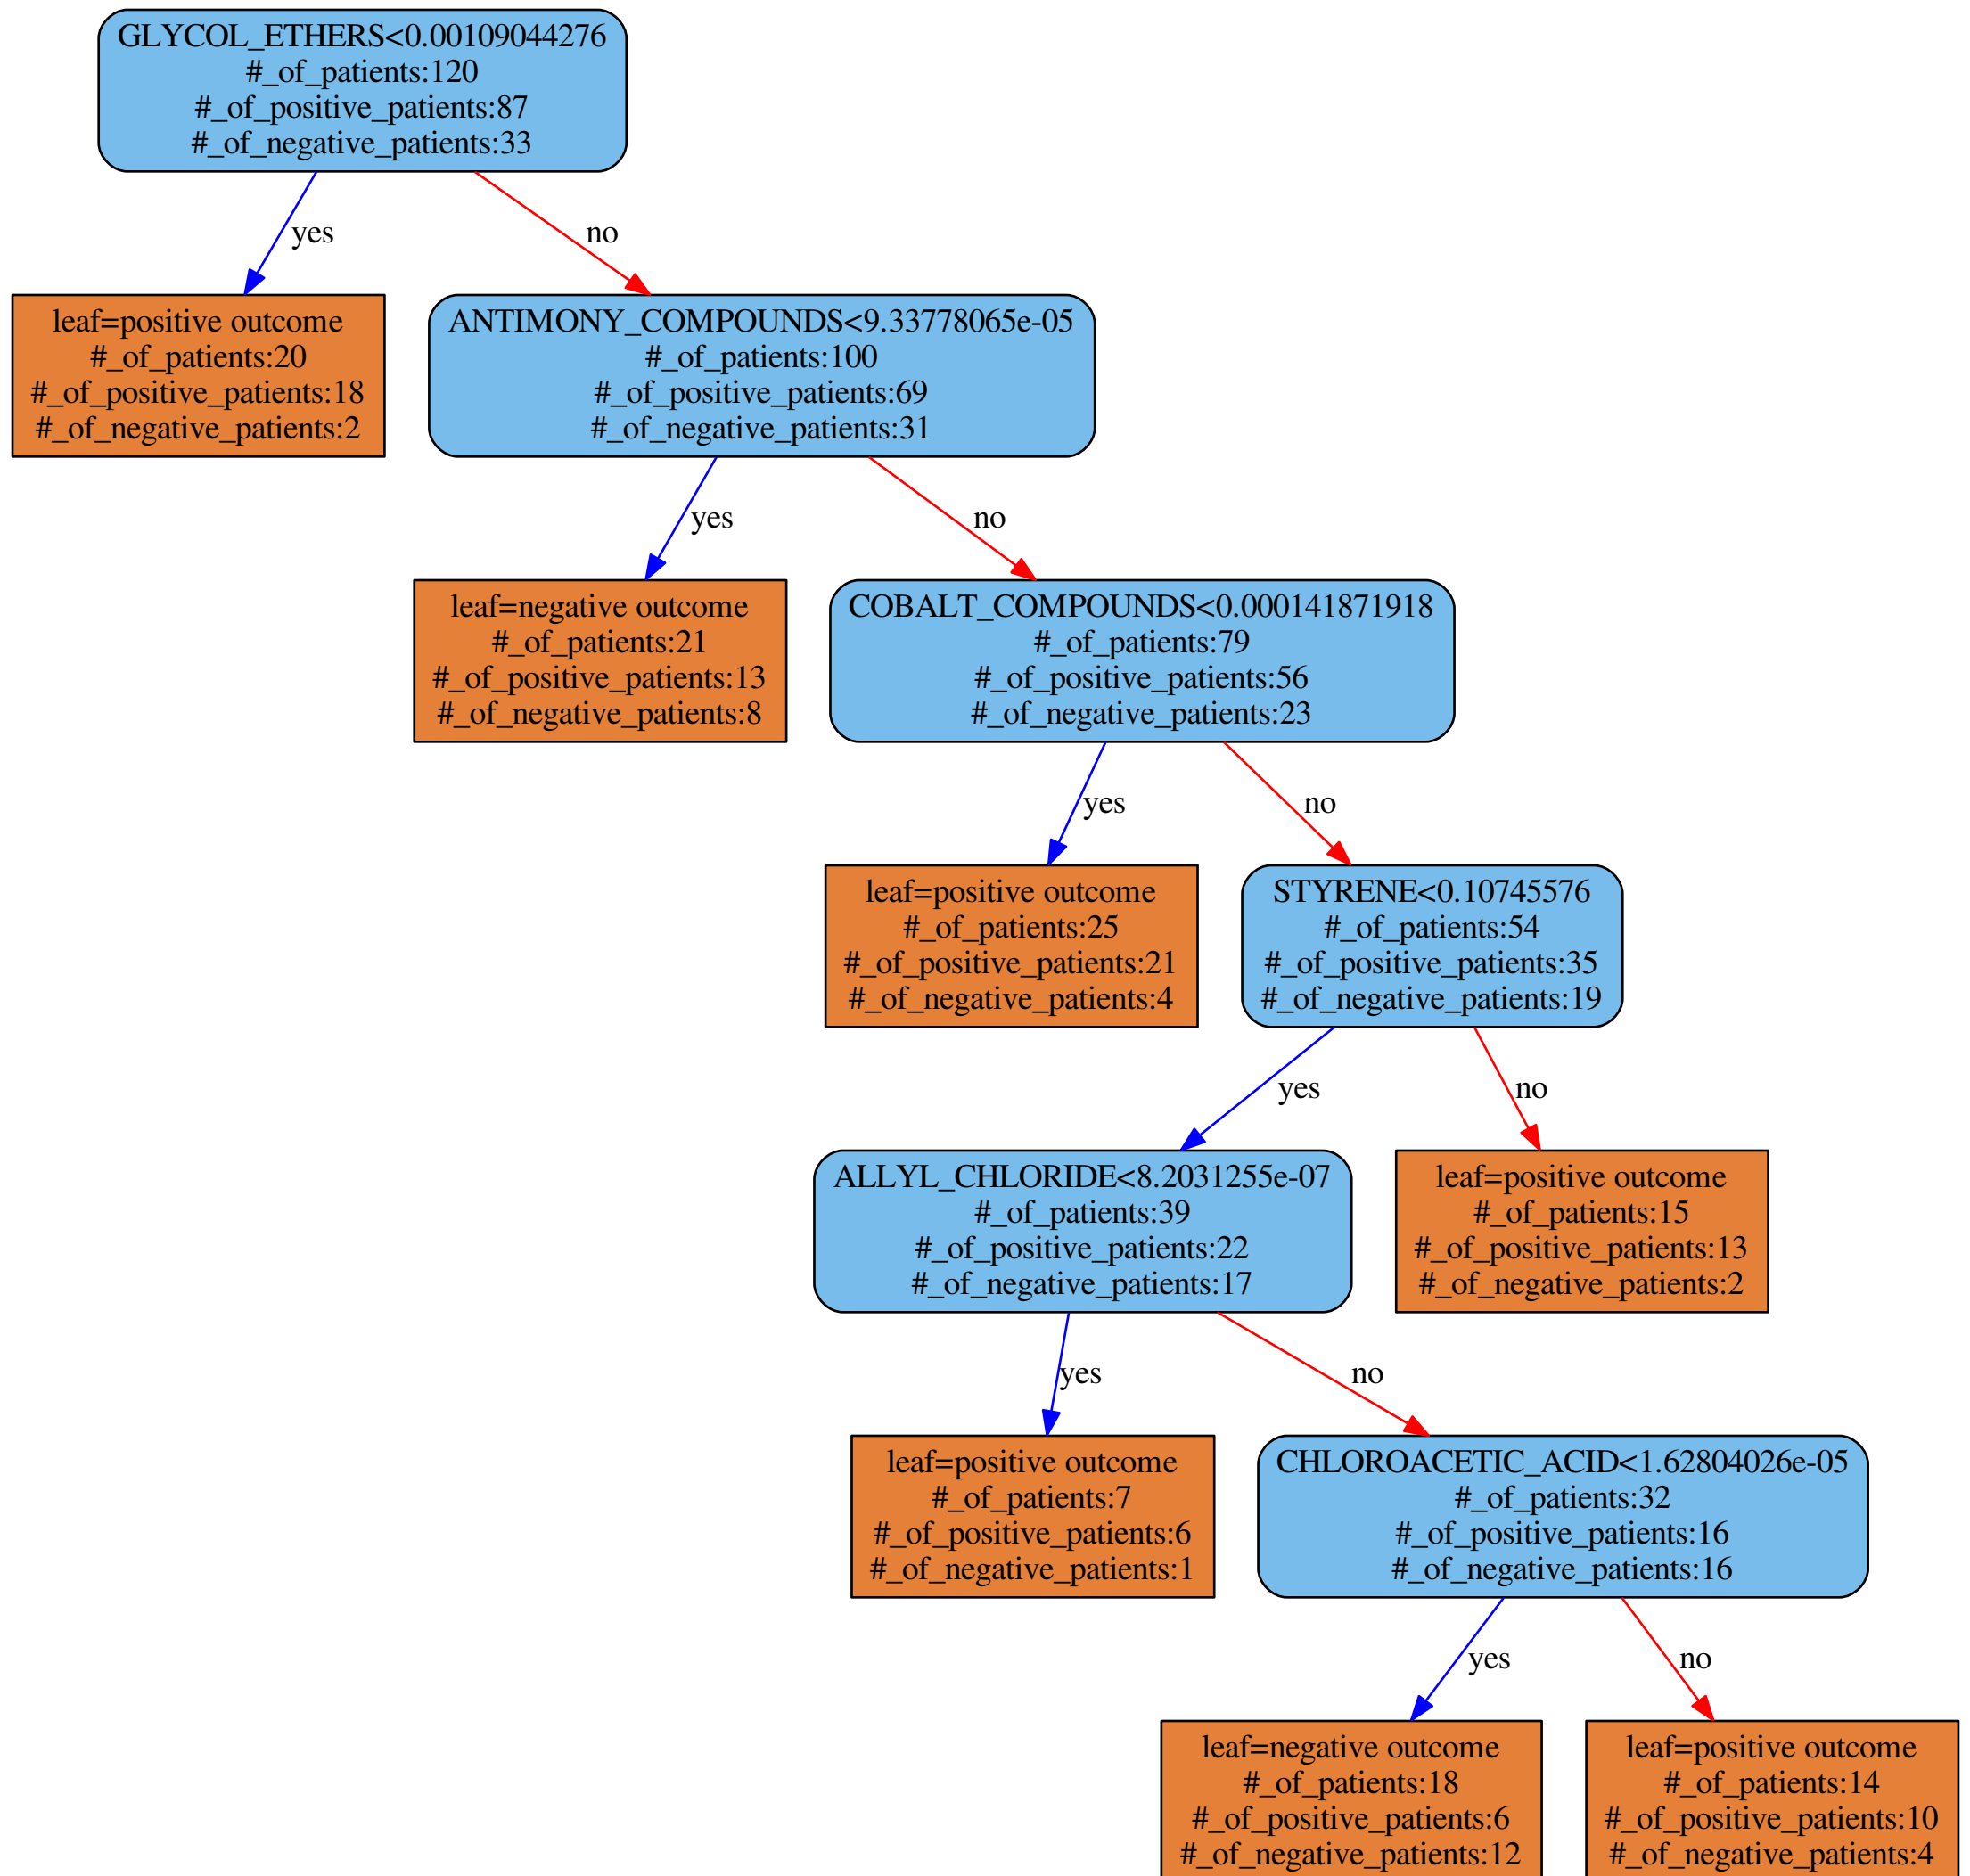 GLYCOL_ETHERS<0.00109044276
#_of_patients:120
#_of_positive_patients:87
#_of_negative_patients:33
yes
no
leaf=positive outcome
#_of_patients:20
#_of_positive_patients:18
#_of_negative_patients:2
ANTIMONY_COMPOUNDS<9.33778065e-05
#_of_patients:100
#_of_positive_patients:69
#_of_negative_patients:31
yes
no
leaf=negative outcome
#_of_patients:21
#_of_positive_patients:13
#_of_negative_patients:8
COBALT_COMPOUNDS<0.000141871918
#_of_patients:79
#_of_positive_patients:56
#_of_negative_patients:23
yes
no
leaf=positive outcome
#_of_patients:25
#_of_positive_patients:21
#_of_negative_patients:4
STYRENE<0.10745576
#_of_patients:54
#_of_positive_patients:35
#_of_negative_patients:19
yes
no
ALLYL_CHLORIDE<8.2031255e-07
#_of_patients:39
#_of_positive_patients:22
#_of_negative_patients:17
leaf=positive outcome
#_of_patients:15
#_of_positive_patients:13
#_of_negative_patients:2
yes
no
leaf=positive outcome
#_of_patients:7
#_of_positive_patients:6
#_of_negative_patients:1
CHLOROACETIC_ACID<1.62804026e-05
#_of_patients:32
#_of_positive_patients:16
#_of_negative_patients:16
yes
no
leaf=negative outcome
#_of_patients:18
#_of_positive_patients:6
#_of_negative_patients:12
leaf=positive outcome
#_of_patients:14
#_of_positive_patients:10
#_of_negative_patients:4